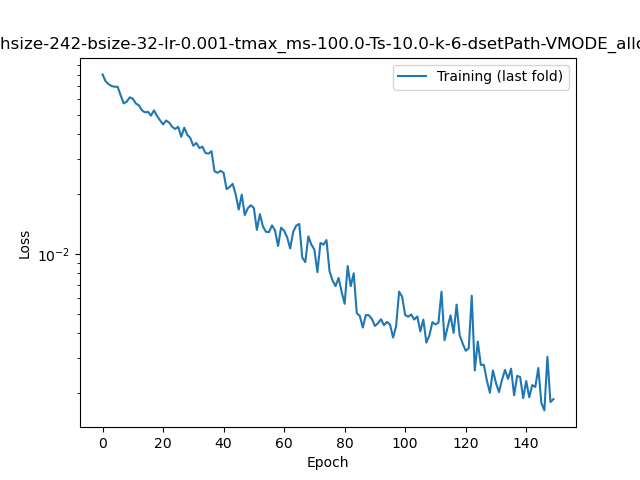 hsize-242-bsize-32-lr-0.001-tmax_ms-100.0-Ts-10.0-k-6-dsetPath-VMODE_allo
Training (last fold)
Loss
10⁻²
0 20 40 60 80 100 120 140
Epoch